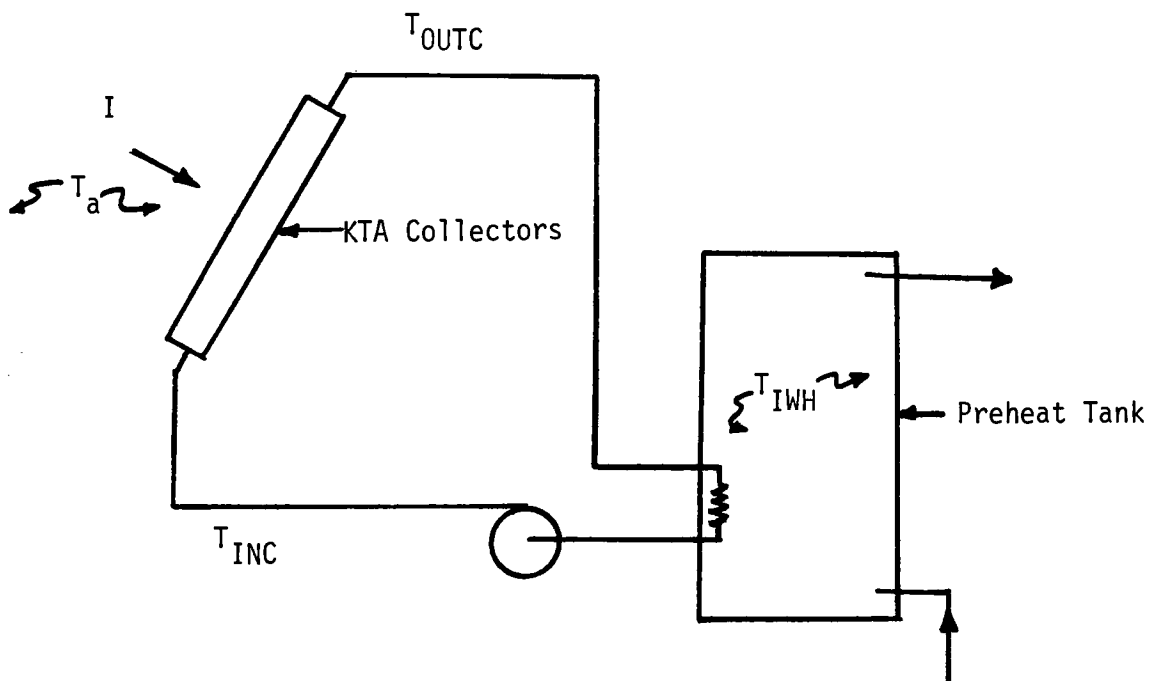 T_OUTC
I
T_a
KTA Collectors
T_IWH
Preheat Tank
T_INC